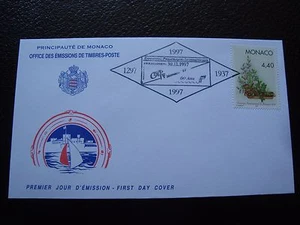 PRINCIPAUTÉ DE MONACO
OFFICE DES ÉMISSIONS DE TIMBRES-POSTE
1997
1297
1937
1997
MONACO
4,40
PREMIER JOUR D'ÉMISSION - FIRST DAY COVER